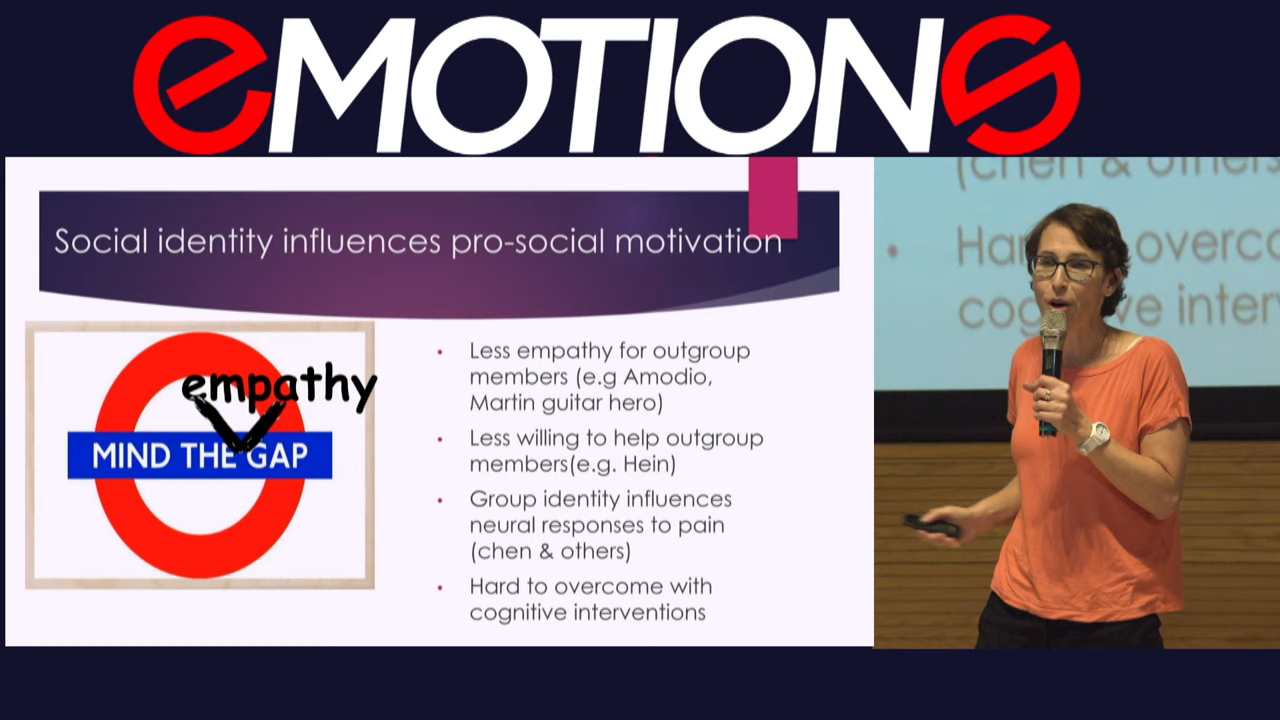 eMOTIONS
Social identity influences pro-social motivation
empathy
MIND THE GAP
• Less empathy for outgroup
members (e.g Amodio,
Martin guitar hero)
• Less willing to help outgroup
members(e.g. Hein)
• Group identity influences
neural responses to pain
(chen & others)
• Hard to overcome with
cognitive interventions
(chen & others